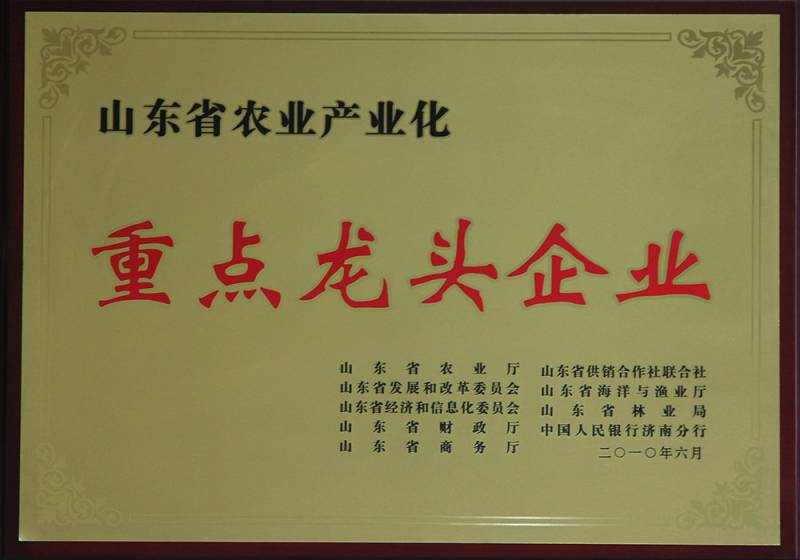 山东省农业产业化
重点龙头企业
山东省农业厅
山东省发展和改革委员会
山东省经济和信息化委员会
山东省财政厅
山东省商务厅
山东省供销合作社联合社
山东省海洋与渔业厅
山东省林业局
中国人民银行济南分行
二〇一〇年六月